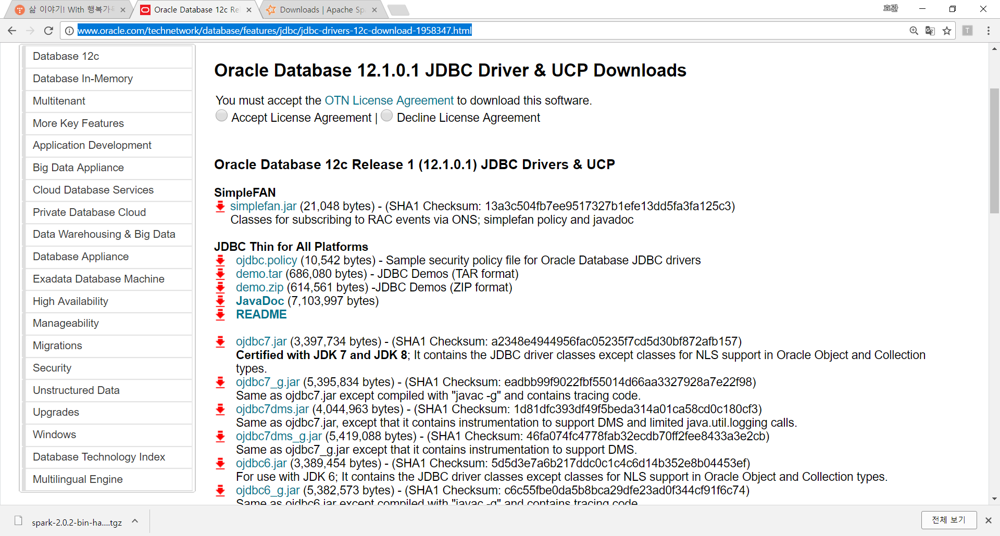 삶 이야기! With 행복가
Oracle Database 12c Re
Downloads | Apache Sp
효관
www.oracle.com/technetwork/database/features/jdbc/jdbc-drivers-12c-download-1958347.html
T
Database 12c
Database In-Memory
Multitenant
More Key Features
Application Development
Big Data Appliance
Cloud Database Services
Private Database Cloud
Data Warehousing & Big Data
Database Appliance
Exadata Database Machine
High Availability
Manageability
Migrations
Security
Unstructured Data
Upgrades
Windows
Database Technology Index
Multilingual Engine
Oracle Database 12.1.0.1 JDBC Driver & UCP Downloads
You must accept the OTN License Agreement to download this software.
Accept License Agreement | Decline License Agreement
Oracle Database 12c Release 1 (12.1.0.1) JDBC Drivers & UCP
SimpleFAN
simplefan.jar (21,048 bytes) - (SHA1 Checksum: 13a3c504fb7ee9517327b1efe13dd5fa3fa125c3)
Classes for subscribing to RAC events via ONS; simplefan policy and javadoc
JDBC Thin for All Platforms
ojdbc.policy (10,542 bytes) - Sample security policy file for Oracle Database JDBC drivers
demo.tar (686,080 bytes) - JDBC Demos (TAR format)
demo.zip (614,561 bytes) -JDBC Demos (ZIP format)
JavaDoc (7,103,997 bytes)
README
ojdbc7.jar (3,397,734 bytes) - (SHA1 Checksum: a2348e4944956fac05235f7cd5d30bf872afb157)
Certified with JDK 7 and JDK 8; It contains the JDBC driver classes except classes for NLS support in Oracle Object and Collection
types.
ojdbc7_g.jar (5,395,834 bytes) - (SHA1 Checksum: eadbb99f9022fbf55014d66aa3327928a7e22f98)
Same as ojdbc7.jar except compiled with "javac -g" and contains tracing code.
ojdbc7dms.jar (4,044,963 bytes) - (SHA1 Checksum: 1d81dfc393df49f5beda314a01ca58cd0c180cf3)
Same as ojdbc7.jar, except that it contains instrumentation to support DMS and limited java.util.logging calls.
ojdbc7dms_g.jar (5,419,088 bytes) - (SHA1 Checksum: 46fa074fc4778fab32ecdb70ff2fee8433a3e2cb)
Same as ojdbc7_g.jar except that it contains instrumentation to support DMS.
ojdbc6.jar (3,389,454 bytes) - (SHA1 Checksum: 5d5d3e7a6b217ddc0c1c4c6d14b352e8b04453ef)
For use with JDK 6; It contains the JDBC driver classes except classes for NLS support in Oracle Object and Collection types.
ojdbc6_g.jar (5,382,573 bytes) - (SHA1 Checksum: c6c55fbe0da5b8bca29dfe23ad0f344cf91f6c74)
Same as ojdbc6.jar except compiled with "javac -g" and contains tracing code.
spark-2.0.2-bin-ha....tgz
전체 보기